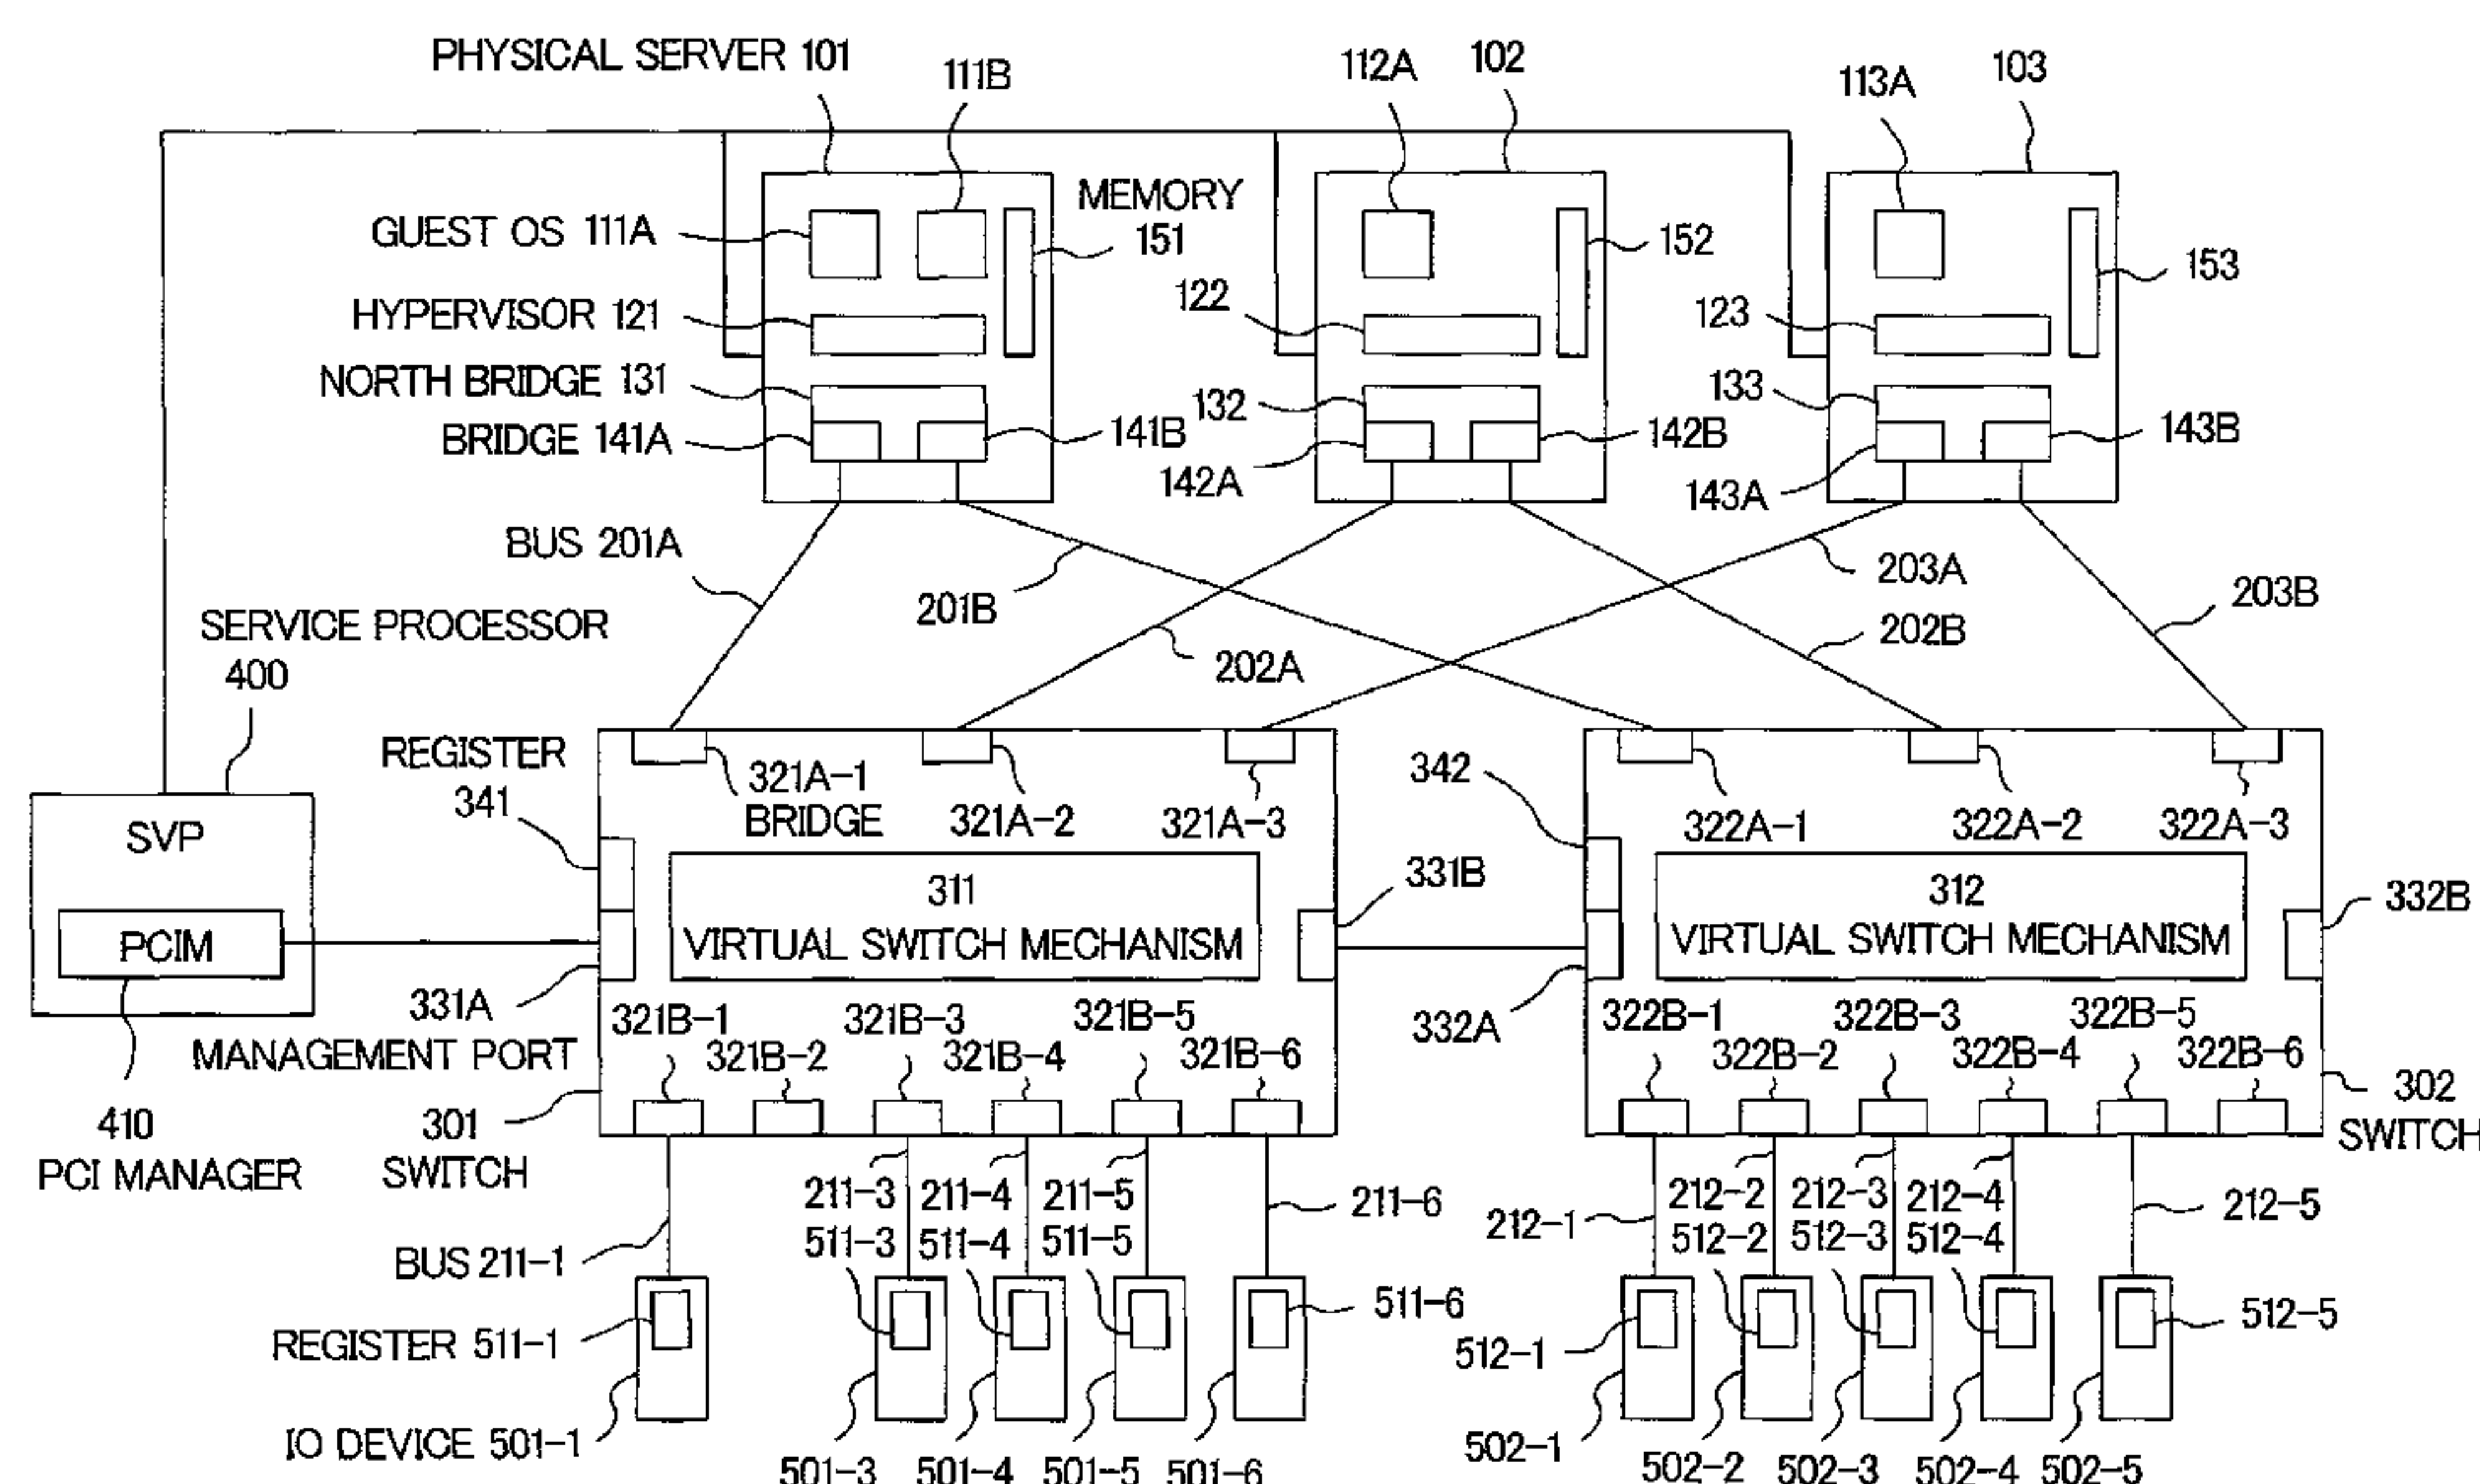 PHYSICAL SERVER 101
111B
112A
102
113A
103
MEMORY
151
GUEST OS 111A
152
153
HYPERVISOR 121
122
123
NORTH BRIDGE 131
132
133
BRIDGE 141A
141B
142A
142B
143A
143B
BUS 201A
201B
202A
203A
202B
203B
SERVICE PROCESSOR
400
REGISTER
341
321A-1
BRIDGE
321A-2
321A-3
342
322A-1
322A-2
322A-3
SVP
PCIM
311
VIRTUAL SWITCH MECHANISM
331B
312
VIRTUAL SWITCH MECHANISM
332B
331A
MANAGEMENT PORT
321B-1
321B-2
321B-3
321B-4
321B-5
321B-6
332A
322B-1
322B-2
322B-3
322B-4
322B-5
322B-6
410
PCI MANAGER
301
SWITCH
302
SWITCH
BUS 211-1
211-3
211-4
211-5
211-6
212-1
212-2
212-3
212-4
212-5
511-3
511-4
511-5
512-2
512-3
512-4
REGISTER 511-1
511-6
512-1
512-5
IO DEVICE 501-1
501-3
501-4
501-5
501-6
502-1
502-2
502-3
502-4
502-5